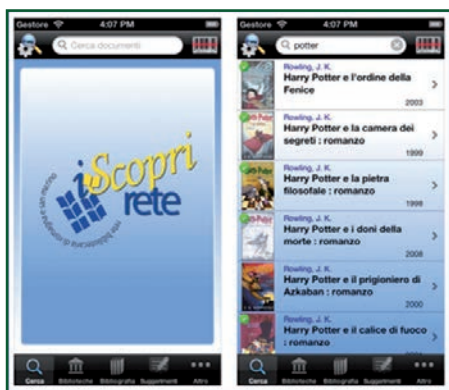 Gestore 4:07 PM
Cerca documenti
iScopri
rete
Cerca Biblioteche Bibliografia Suggerimenti Altro
Gestore 4:07 PM
potter
Rowling, J. K.
Harry Potter e l'ordine della
Fenice
2003
Rowling, J. K.
Harry Potter e la camera dei
segreti : romanzo
1999
Rowling, J. K.
Harry Potter e la pietra
filosofale : romanzo
1998
Rowling, J. K.
Harry Potter e i doni della
morte : romanzo
2008
Rowling, J. K.
Harry Potter e il prigioniero di
Azkaban : romanzo
2000
Rowling, J. K.
Harry Potter e il calice di fuoco
: romanzo
Cerca Biblioteche Bibliografia Suggerimenti Altro